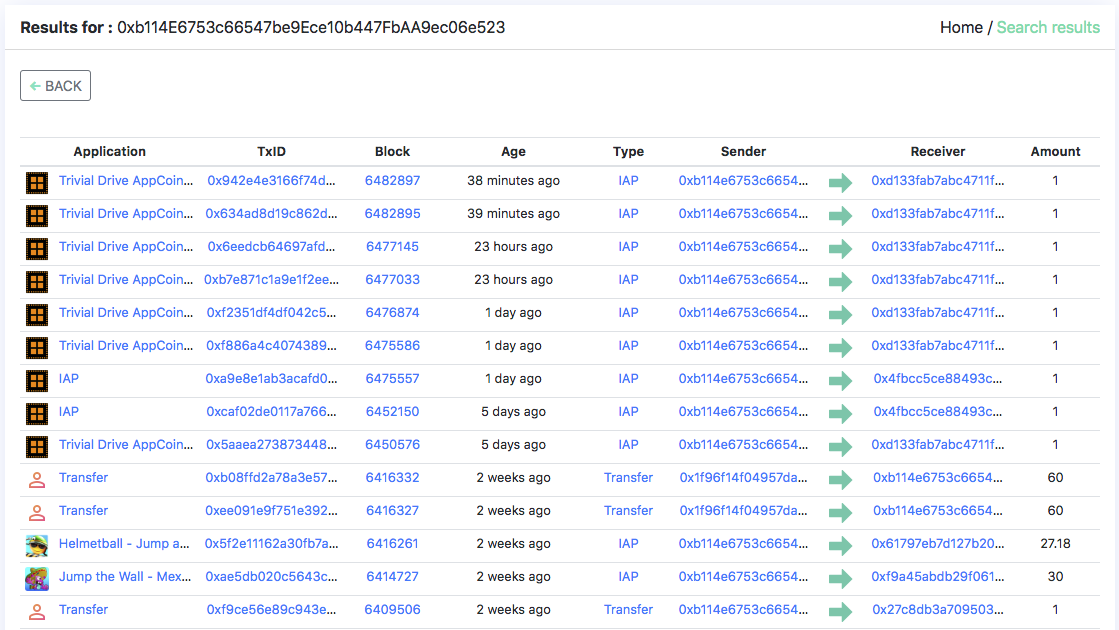 Results for : 0xb114E6753c66547be9Ece10b447FbAA9ec06e523 Home / Search results
← BACK
Application TxID Block Age Type Sender Receiver Amount
Trivial Drive AppCoin... 0x942e4e3166f74d... 6482897 38 minutes ago IAP 0xb114e6753c6654... 0xd133fab7abc4711f... 1
Trivial Drive AppCoin... 0x634ad8d19c862d... 6482895 39 minutes ago IAP 0xb114e6753c6654... 0xd133fab7abc4711f... 1
Trivial Drive AppCoin... 0x6eedcb64697afd... 6477145 23 hours ago IAP 0xb114e6753c6654... 0xd133fab7abc4711f... 1
Trivial Drive AppCoin... 0xb7e871c1a9e1f2ee... 6477033 23 hours ago IAP 0xb114e6753c6654... 0xd133fab7abc4711f... 1
Trivial Drive AppCoin... 0xf2351df4df042c5... 6476874 1 day ago IAP 0xb114e6753c6654... 0xd133fab7abc4711f... 1
Trivial Drive AppCoin... 0xf886a4c4074389... 6475586 1 day ago IAP 0xb114e6753c6654... 0xd133fab7abc4711f... 1
IAP 0xa9e8e1ab3acafd0... 6475557 1 day ago IAP 0xb114e6753c6654... 0x4fbcc5ce88493c... 1
IAP 0xcaf02de0117a766... 6452150 5 days ago IAP 0xb114e6753c6654... 0x4fbcc5ce88493c... 1
Trivial Drive AppCoin... 0x5aaea273873448... 6450576 5 days ago IAP 0xb114e6753c6654... 0xd133fab7abc4711f... 1
Transfer 0xb08ffd2a78a3e57... 6416332 2 weeks ago Transfer 0x1f96f14f04957da... 0xb114e6753c6654... 60
Transfer 0xee091e9f751e392... 6416327 2 weeks ago Transfer 0x1f96f14f04957da... 0xb114e6753c6654... 60
Helmetball - Jump a... 0x5f2e11162a30fb7a... 6416261 2 weeks ago IAP 0xb114e6753c6654... 0x61797eb7d127b20... 27.18
Jump the Wall - Mex... 0xae5db020c5643c... 6414727 2 weeks ago IAP 0xb114e6753c6654... 0xf9a45abdb29f061... 30
Transfer 0xf9ce56e89c943e... 6409506 2 weeks ago Transfer 0xb114e6753c6654... 0x27c8db3a709503... 1